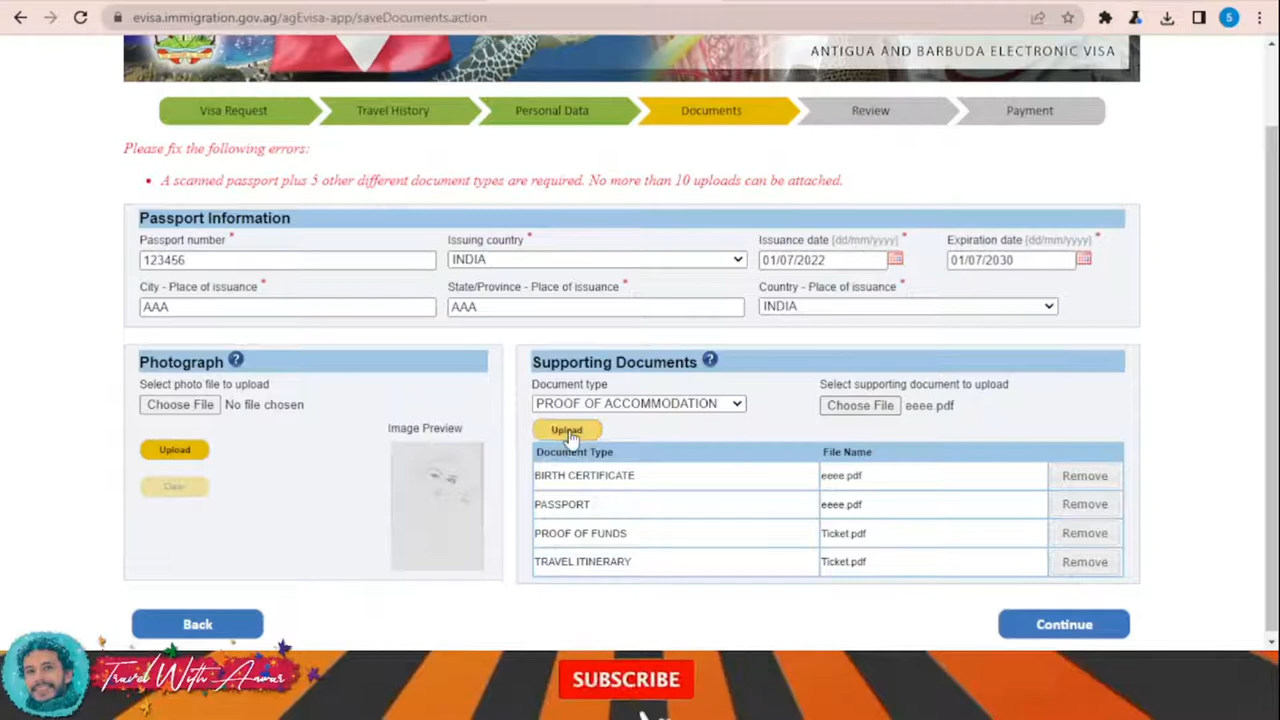 evisa.immigration.gov.ag/agEvisa-app/saveDocuments.action
5
ANTIGUA AND BARBUDA ELECTRONIC VISA
Visa Request
Travel History
Personal Data
Documents
Review
Payment
Please fix the following errors:
• A scanned passport plus 5 other different document types are required. No more than 10 uploads can be attached.
Passport Information
Passport number *
Issuing country *
Issuance date [dd/mm/yyyy] *
Expiration date [dd/mm/yyyy] *
123456
INDIA
01/07/2022
01/07/2030
City - Place of issuance *
State/Province - Place of issuance *
Country - Place of issuance *
AAA
AAA
INDIA
Photograph ?
Select photo file to upload
Choose File No file chosen
Image Preview
Upload
Clear
Supporting Documents ?
Document type
Select supporting document to upload
PROOF OF ACCOMMODATION
Choose File eeee.pdf
Upload
Document Type
File Name
BIRTH CERTIFICATE eeee.pdf Remove
PASSPORT eeee.pdf Remove
PROOF OF FUNDS Ticket.pdf Remove
TRAVEL ITINERARY Ticket.pdf Remove
Back
Continue
Travel With Anwar
SUBSCRIBE